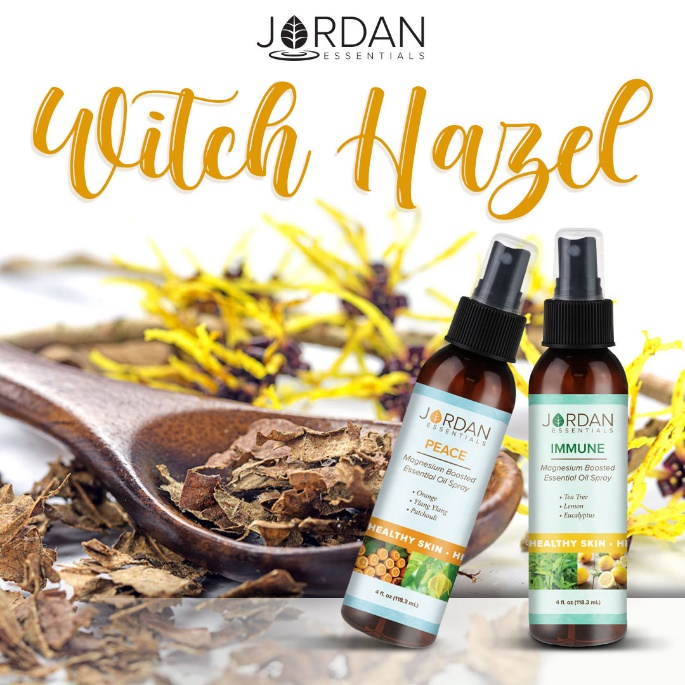 JORDAN
ESSENTIALS
Witch Hazel
JORDAN
ESSENTIALS
PEACE
Magnesium Boosted
Essential Oil Spray
• Orange
• Ylang Ylang
• Patchouli
HEALTHY SKIN • HE
4 fl. oz (118.3 mL)
JORDAN
ESSENTIALS
IMMUNE
Magnesium Boosted
Essential Oil Spray
• Tea Tree
• Lemon
• Eucalyptus
HEALTHY SKIN • HE
4 fl. oz (118.3 mL)